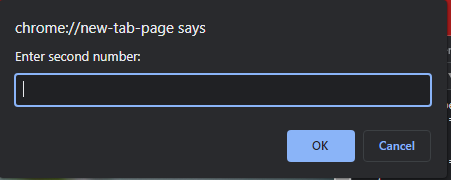 chrome://new-tab-page says
Enter second number:
OK
Cancel